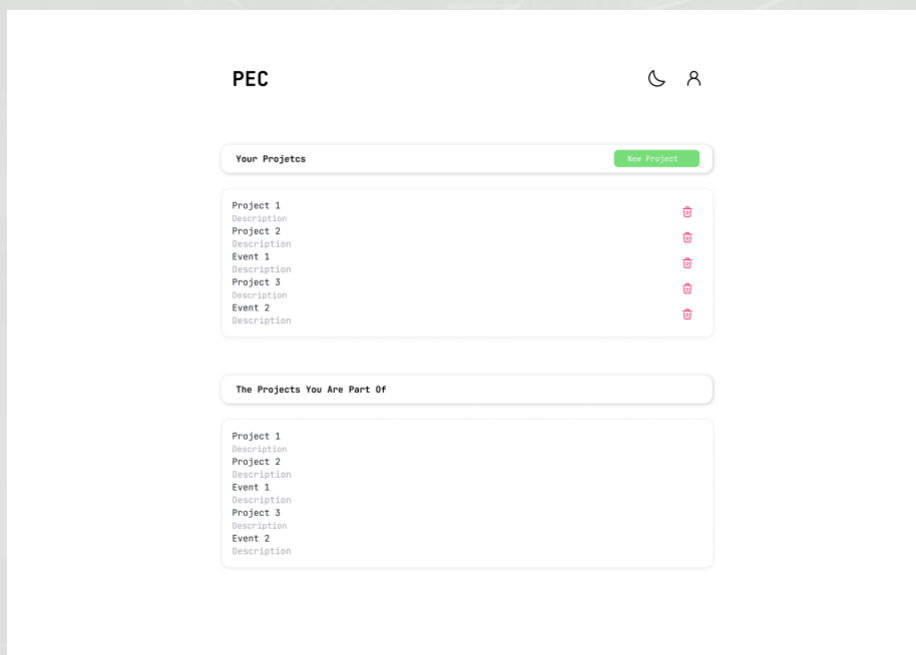 PEC
Your Projetcs
New Project
Project 1
Description
Project 2
Description
Event 1
Description
Project 3
Description
Event 2
Description
The Projects You Are Part Of
Project 1
Description
Project 2
Description
Event 1
Description
Project 3
Description
Event 2
Description